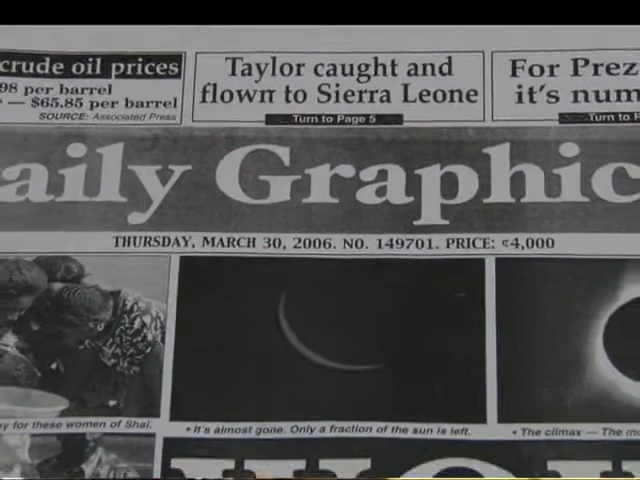 crude oil prices
98 per barrel
— $65.85 per barrel
SOURCE: Associated Press
Taylor caught and
flown to Sierra Leone
Turn to Page 5
For Prez
it's num
Turn to P
aily Graphic
THURSDAY, MARCH 30, 2006. NO. 149701. PRICE: ¢4,000
y for these women of Shai.
• It's almost gone. Only a fraction of the sun is left.
• The climax — The mo
WOW